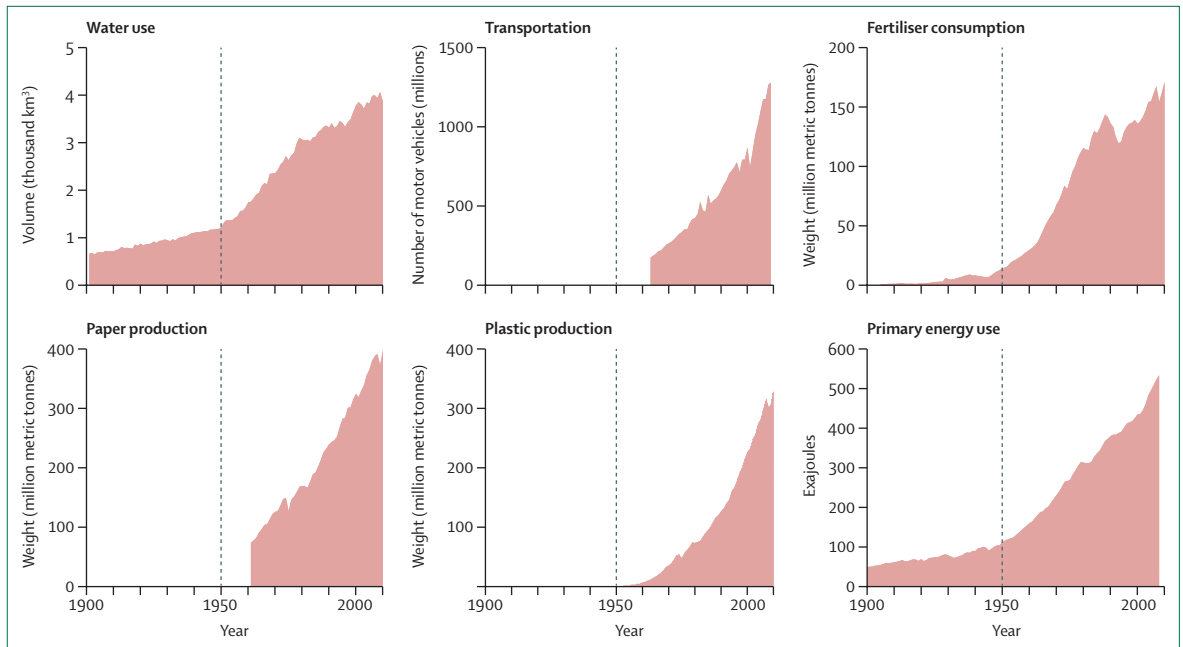 Water use
Volume (thousand km³)
5
4
3
2
1
0
Transportation
Number of motor vehicles (millions)
1500
1000
500
0
Fertiliser consumption
Weight (million metric tonnes)
200
150
100
50
0
Paper production
Weight (million metric tonnes)
400
300
200
100
0
1900 1950 2000
Year
Plastic production
Weight (million metric tonnes)
400
300
200
100
0
1900 1950 2000
Year
Primary energy use
Exajoules
600
500
400
300
200
100
0
1900 1950 2000
Year